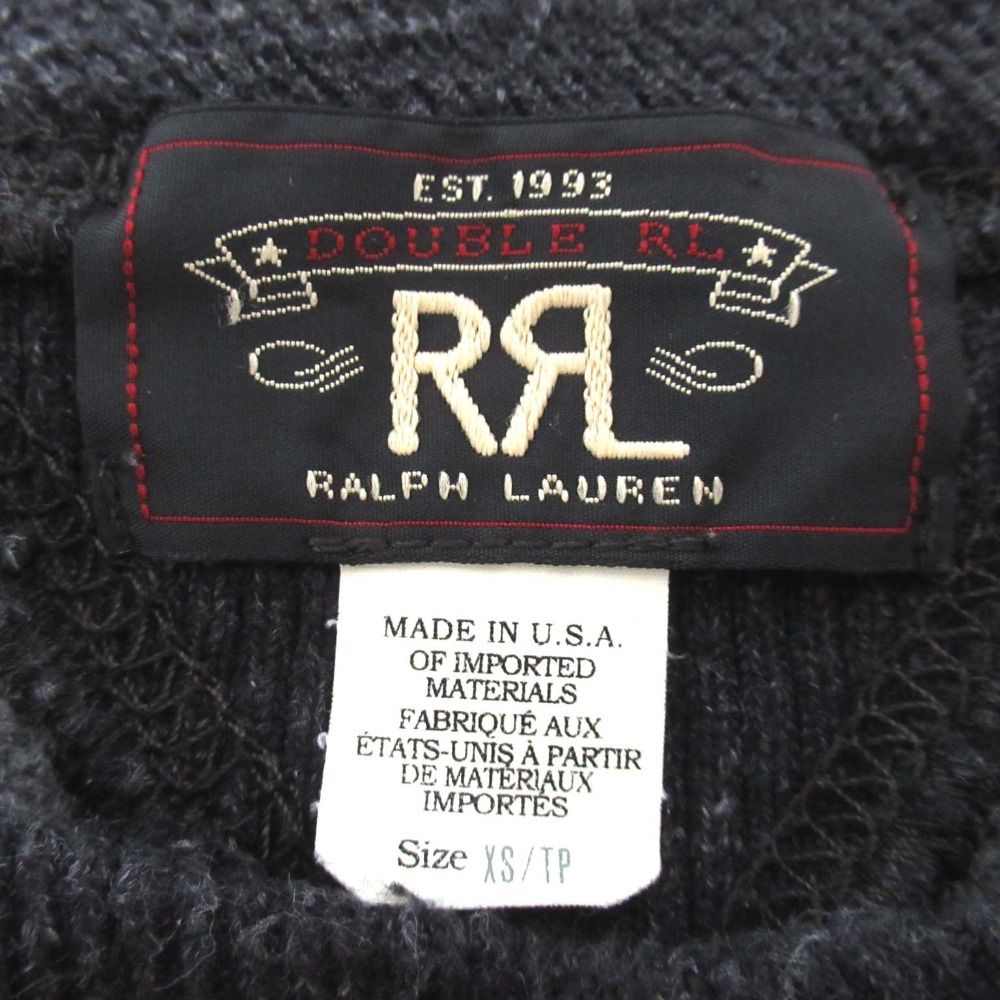 EST. 1993
★ DOUBLE RL ★
RRL
RALPH LAUREN
MADE IN U.S.A.
OF IMPORTED
MATERIALS
FABRIQUÉ AUX
ÉTATS-UNIS À PARTIR
DE MATÉRIAUX
IMPORTÉS
Size XS/TP